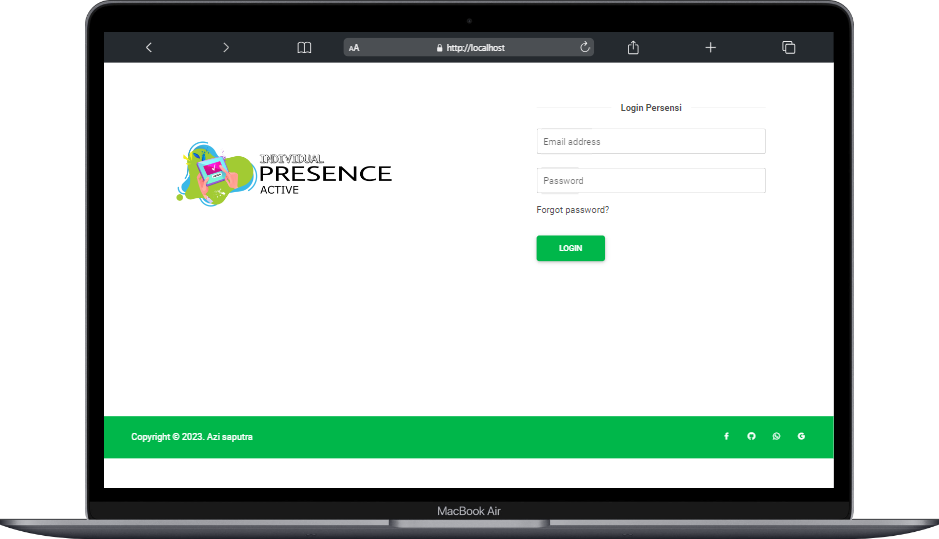 AA
http://localhost
INDIVIDUAL
PRESENCE
ACTIVE
Login Persensi
Email address
Password
Forgot password?
LOGIN
Copyright © 2023. Azi saputra
MacBook Air